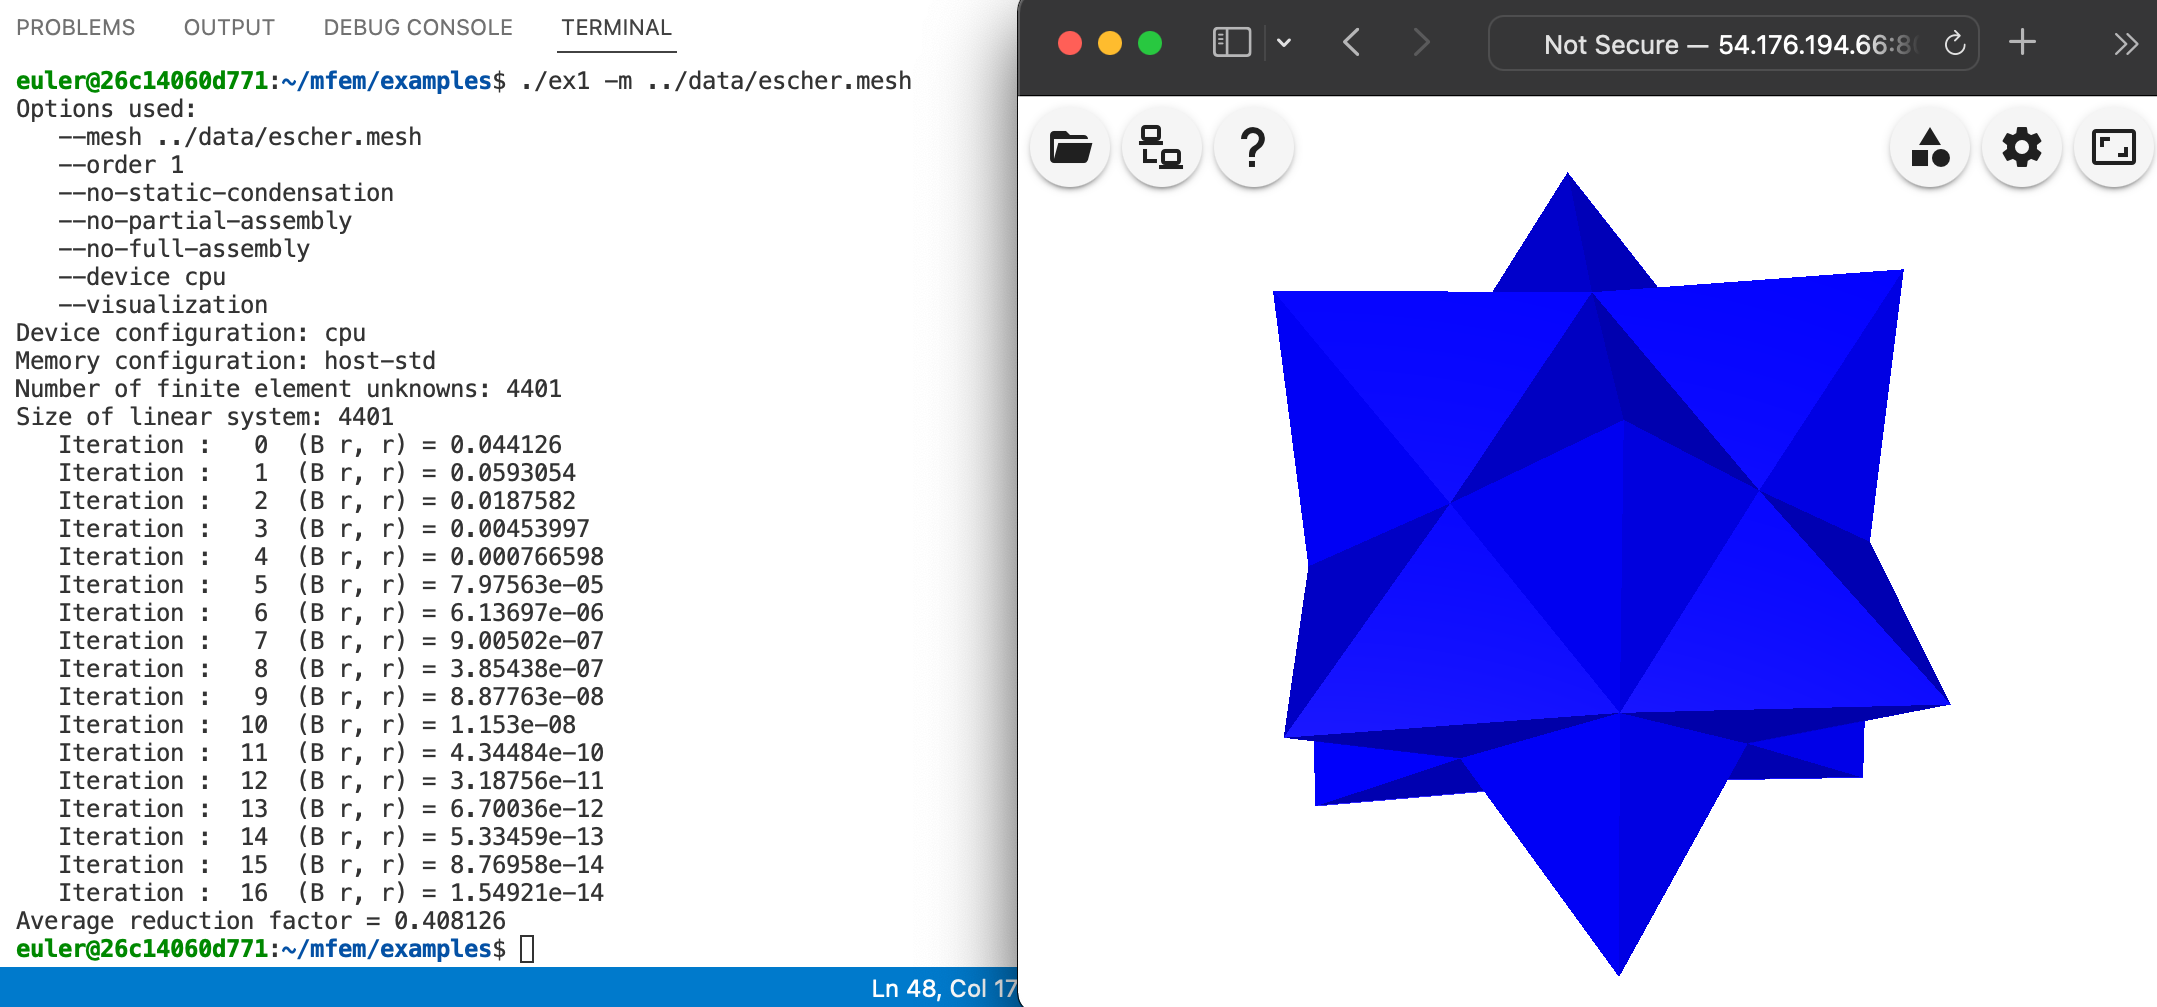 PROBLEMS OUTPUT DEBUG CONSOLE TERMINAL
euler@26c14060d771:~/mfem/examples$ ./ex1 -m ../data/escher.mesh
Options used:
   --mesh ../data/escher.mesh
   --order 1
   --no-static-condensation
   --no-partial-assembly
   --no-full-assembly
   --device cpu
   --visualization
Device configuration: cpu
Memory configuration: host-std
Number of finite element unknowns: 4401
Size of linear system: 4401
   Iteration :   0  (B r, r) = 0.044126
   Iteration :   1  (B r, r) = 0.0593054
   Iteration :   2  (B r, r) = 0.0187582
   Iteration :   3  (B r, r) = 0.00453997
   Iteration :   4  (B r, r) = 0.000766598
   Iteration :   5  (B r, r) = 7.97563e-05
   Iteration :   6  (B r, r) = 6.13697e-06
   Iteration :   7  (B r, r) = 9.00502e-07
   Iteration :   8  (B r, r) = 3.85438e-07
   Iteration :   9  (B r, r) = 8.87763e-08
   Iteration :  10  (B r, r) = 1.153e-08
   Iteration :  11  (B r, r) = 4.34484e-10
   Iteration :  12  (B r, r) = 3.18756e-11
   Iteration :  13  (B r, r) = 6.70036e-12
   Iteration :  14  (B r, r) = 5.33459e-13
   Iteration :  15  (B r, r) = 8.76958e-14
   Iteration :  16  (B r, r) = 1.54921e-14
Average reduction factor = 0.408126
euler@26c14060d771:~/mfem/examples$
Ln 48, Col 17
Not Secure — 54.176.194.66:8
?